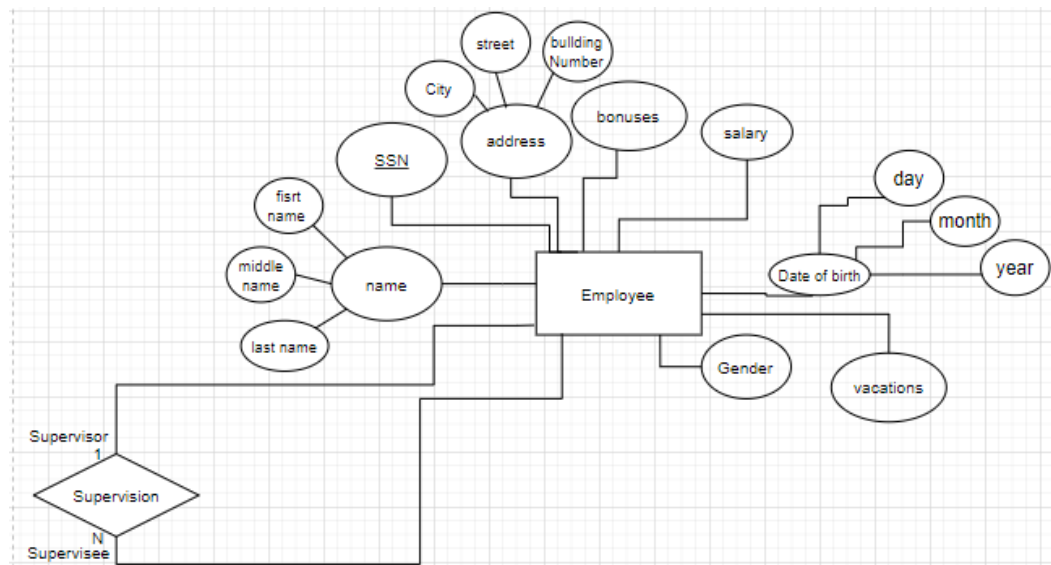 street
building
Number
City
bonuses
address
salary
SSN
day
fisrt
name
month
middle
name
name
Employee
Date of birth
year
last name
Gender
vacations
Supervisor
1
Supervision
N
Supervisee